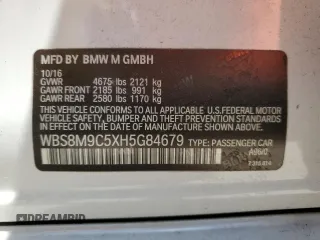 MFD BY BMW M GMBH
10/16
GVWR 4675 lbs 2121 kg
GAWR FRONT 2185 lbs 991 kg
GAWR REAR 2580 lbs 1170 kg
THIS VEHICLE CONFORMS TO ALL APPLICABLE
U.S. FEDERAL MOTOR VEHICLE SAFETY, BUMPER,
AND THEFT PREVENTION STANDARDS IN EFFECT ON
THE DATE OF MANUFACTURE SHOWN ABOVE.
WBS8M9C5XH5G84679 TYPE: PASSENGER CAR
DREAMBID